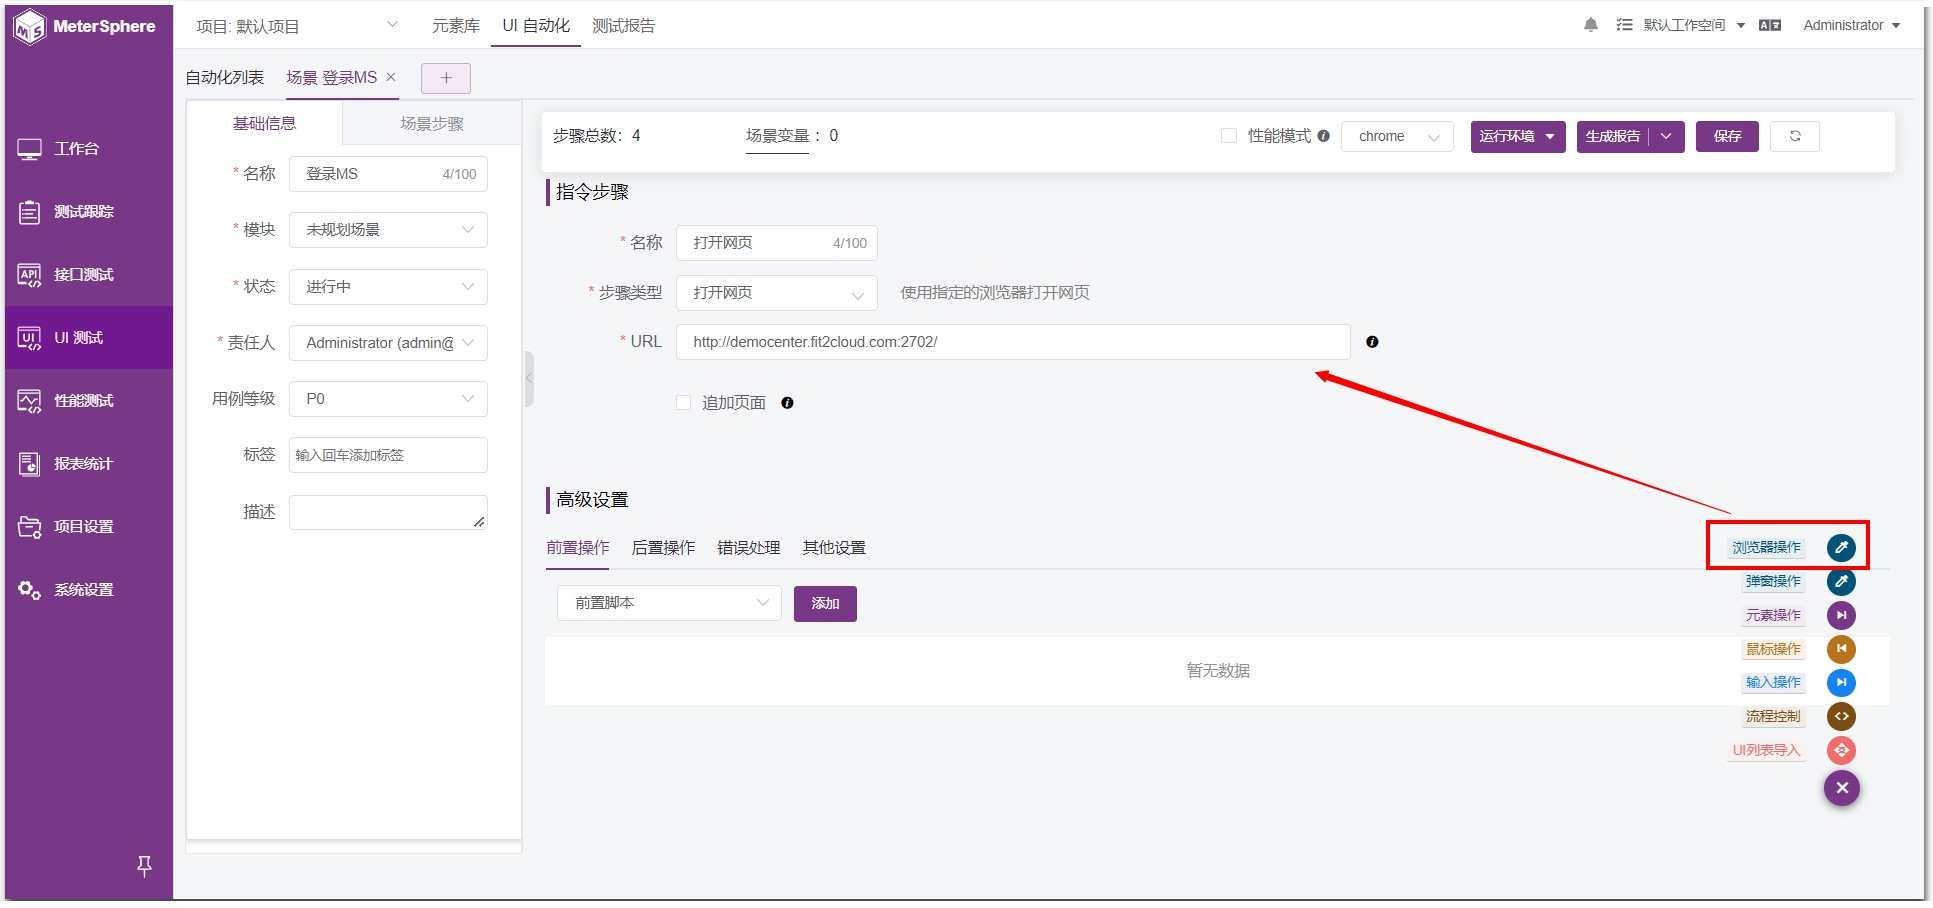 MeterSphere
项目: 默认项目
元素库
UI 自动化
测试报告
默认工作空间
Administrator
自动化列表
场景 登录MS
工作台
测试跟踪
接口测试
UI 测试
性能测试
报表统计
项目设置
系统设置
基础信息
场景步骤
* 名称
登录MS
4/100
* 模块
未规划场景
* 状态
进行中
* 责任人
Administrator (admin@
用例等级
P0
标签
输入回车添加标签
描述
步骤总数：4
场景变量：0
性能模式
chrome
运行环境
生成报告
保存
指令步骤
* 名称
打开网页
4/100
* 步骤类型
打开网页
使用指定的浏览器打开网页
* URL
http://democenter.fit2cloud.com:2702/
追加页面
高级设置
前置操作
后置操作
错误处理
其他设置
前置脚本
添加
暂无数据
浏览器操作
弹窗操作
元素操作
鼠标操作
输入操作
流程控制
UI列表导入